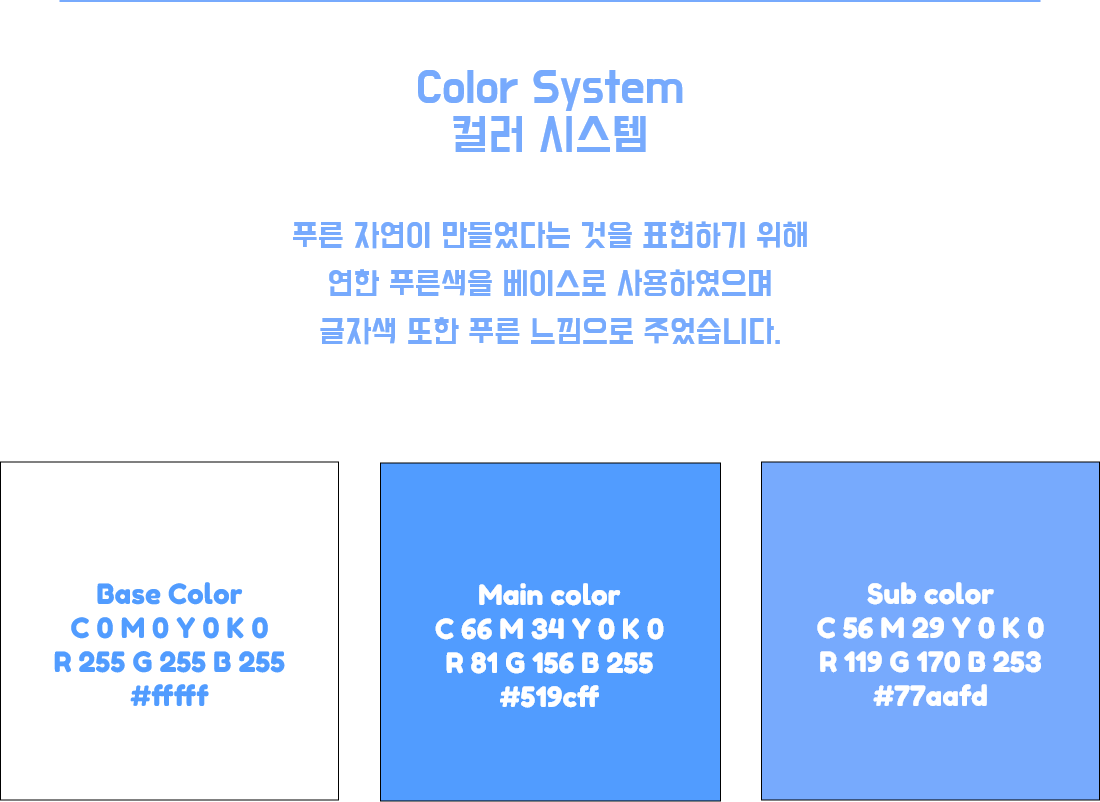 Color System
컬러 시스템
푸른 자연이 만들었다는 것을 표현하기 위해
연한 푸른색을 베이스로 사용하였으며
글자색 또한 푸른 느낌으로 주었습니다.
Base Color
C 0 M 0 Y 0 K 0
R 255 G 255 B 255
#fffff
Main color
C 66 M 34 Y 0 K 0
R 81 G 156 B 255
#519cff
Sub color
C 56 M 29 Y 0 K 0
R 119 G 170 B 253
#77aafd